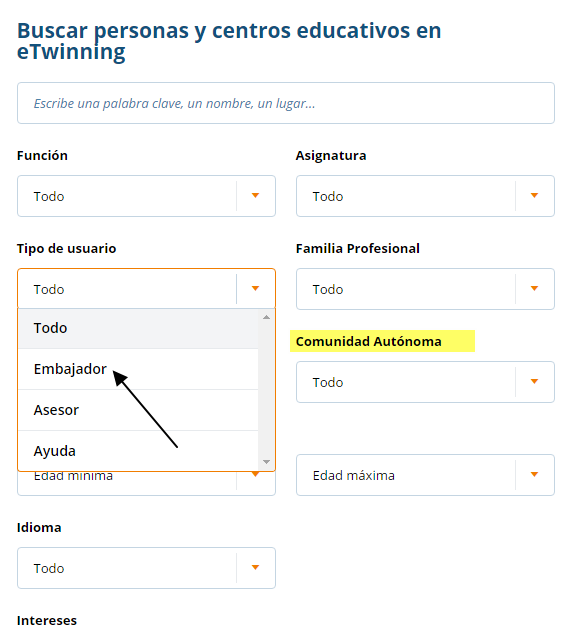 Buscar personas y centros educativos en
eTwinning
Escribe una palabra clave, un nombre, un lugar...
Función
Asignatura
Todo
Todo
Tipo de usuario
Familia Profesional
Todo
Todo
Todo
Comunidad Autónoma
Embajador
Todo
Asesor
Ayuda
Edad mínima
Edad máxima
Idioma
Todo
Intereses